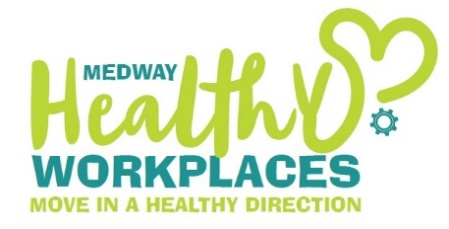 MEDWAY
Healthy
WORKPLACES
MOVE IN A HEALTHY DIRECTION